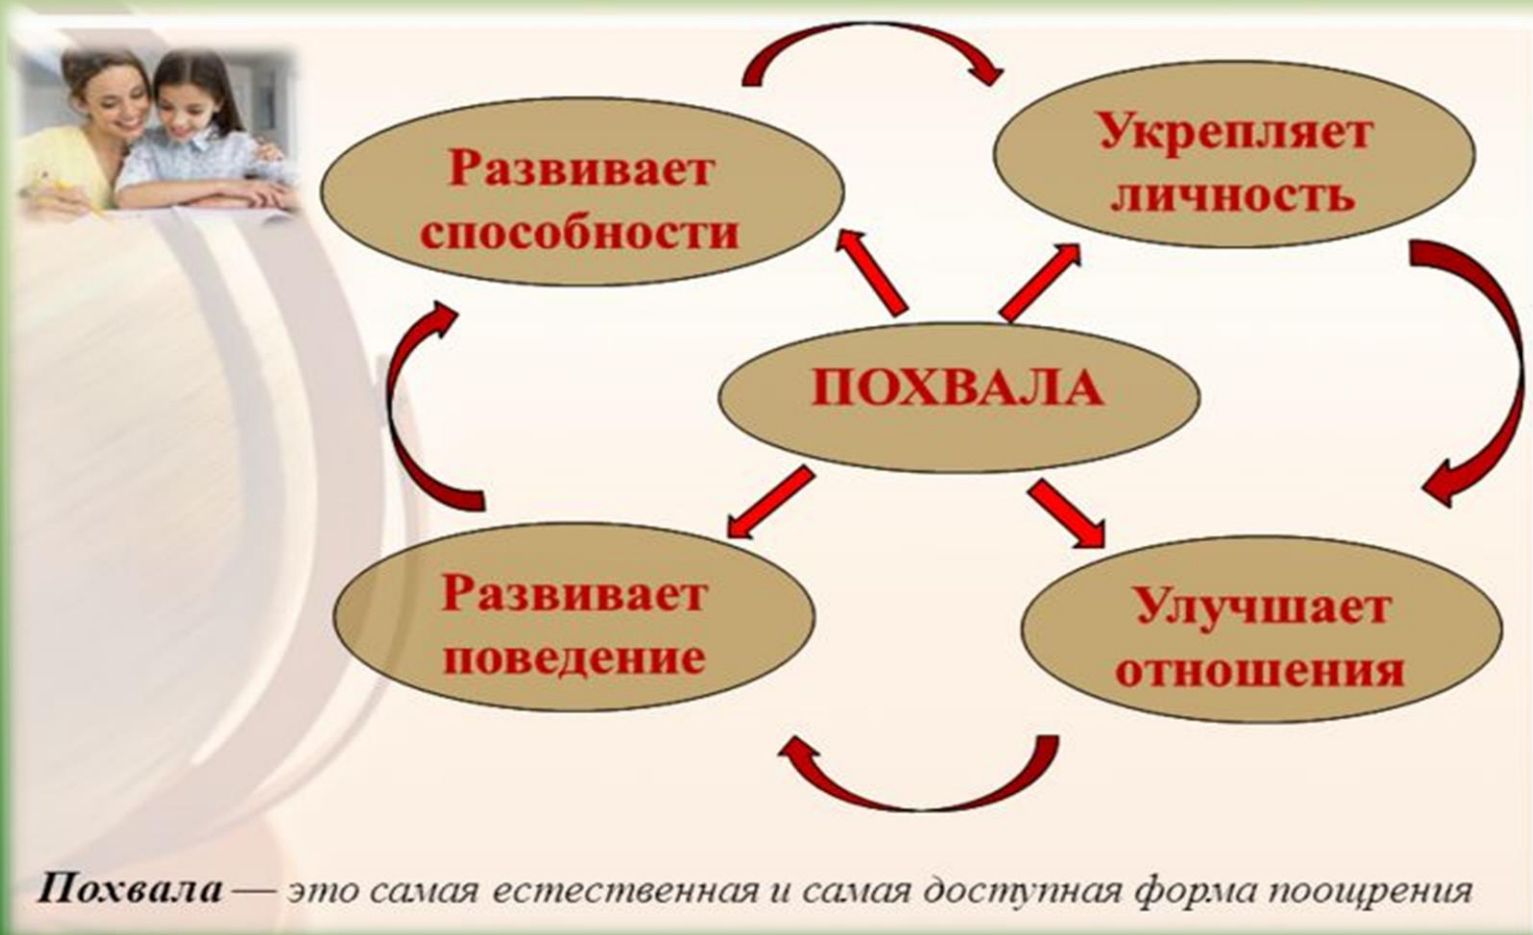 Развивает
способности
Укрепляет
личность
ПОХВАЛА
Развивает
поведение
Улучшает
отношения
Похвала — это самая естественная и самая доступная форма поощрения